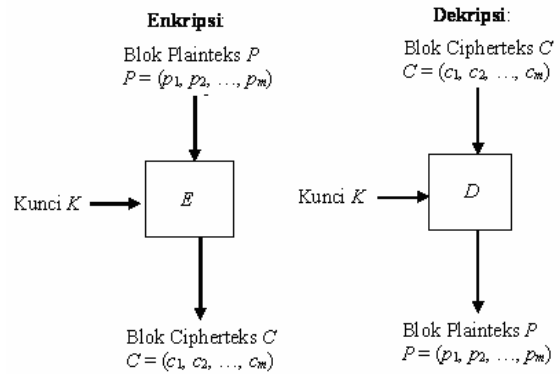 Enkripsi:
Blok Plainteks P
P = (p1, p2, …, pm)
Kunci K
E
Blok Cipherteks C
C = (c1, c2, …, cm)
Dekripsi:
Blok Cipherteks C
C = (c1, c2, …, cm)
Kunci K
D
Blok Plainteks P
P = (p1, p2, …, pm)